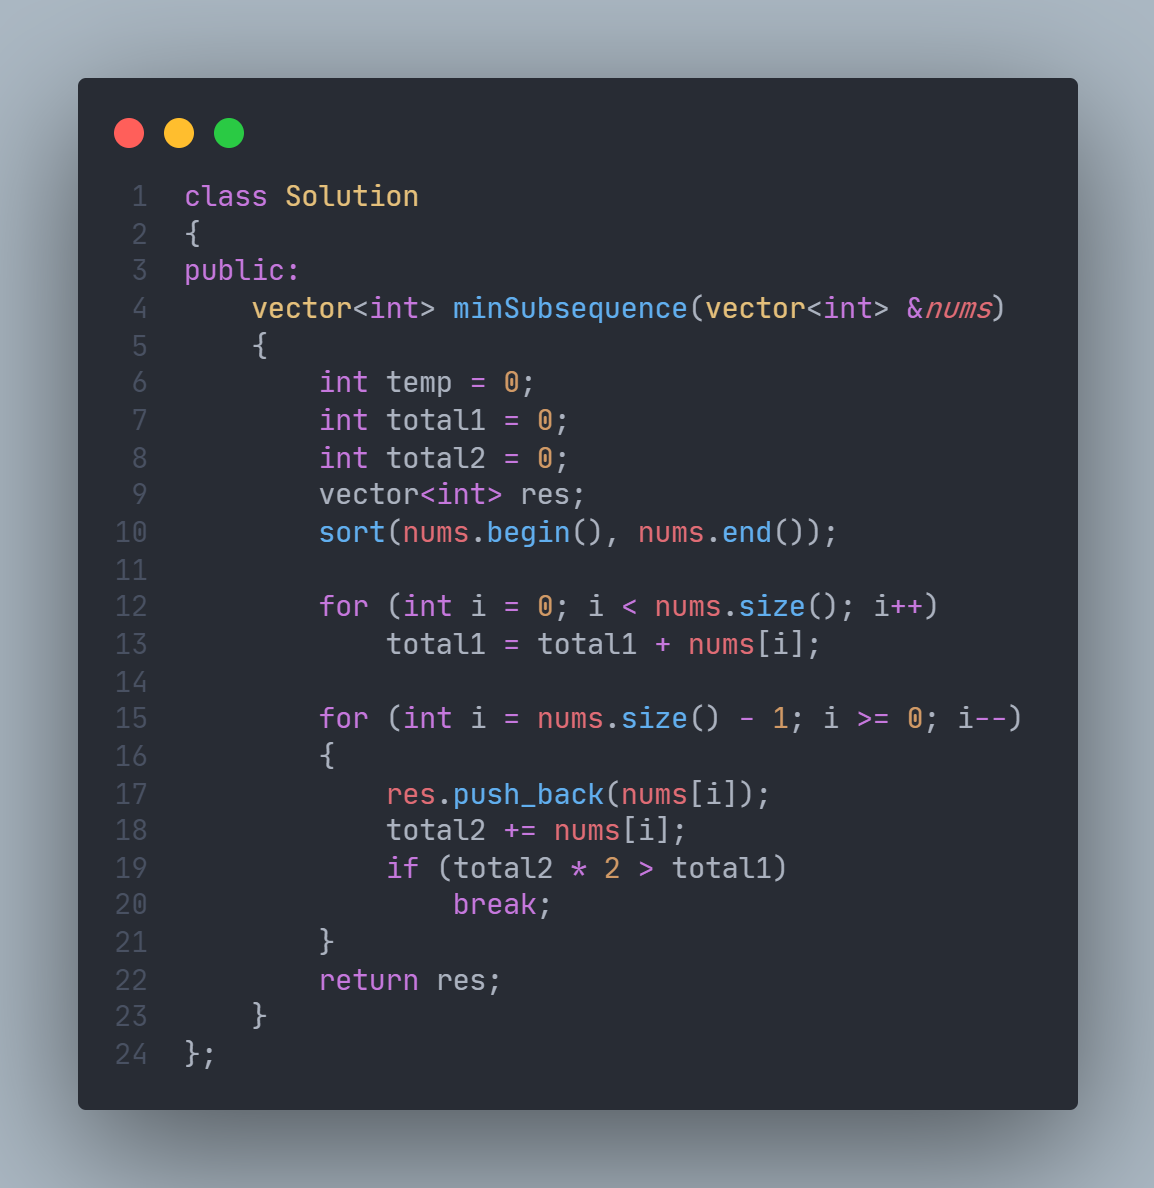 1 class Solution
2 {
3 public:
4     vector<int> minSubsequence(vector<int> &nums)
5     {
6         int temp = 0;
7         int total1 = 0;
8         int total2 = 0;
9         vector<int> res;
10         sort(nums.begin(), nums.end());
11
12         for (int i = 0; i < nums.size(); i++)
13             total1 = total1 + nums[i];
14
15         for (int i = nums.size() - 1; i >= 0; i--)
16         {
17             res.push_back(nums[i]);
18             total2 += nums[i];
19             if (total2 * 2 > total1)
20                 break;
21         }
22         return res;
23     }
24 };